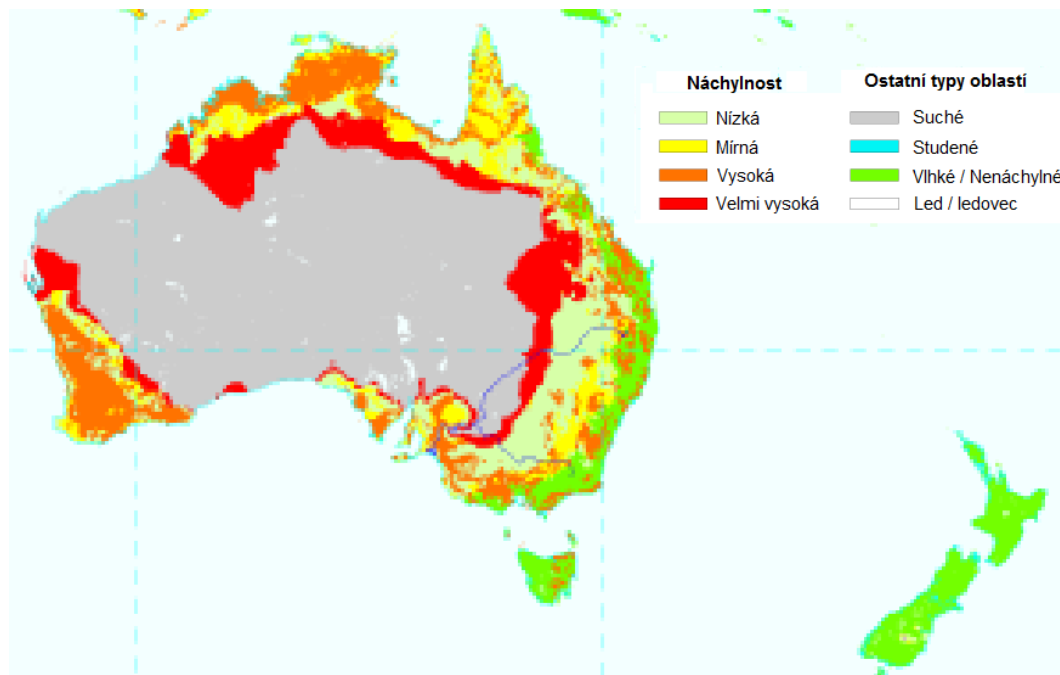 Náchylnost
Nízká
Mírná
Vysoká
Velmi vysoká
Ostatní typy oblastí
Suché
Studené
Vlhké / Nenáchylné
Led / ledovec